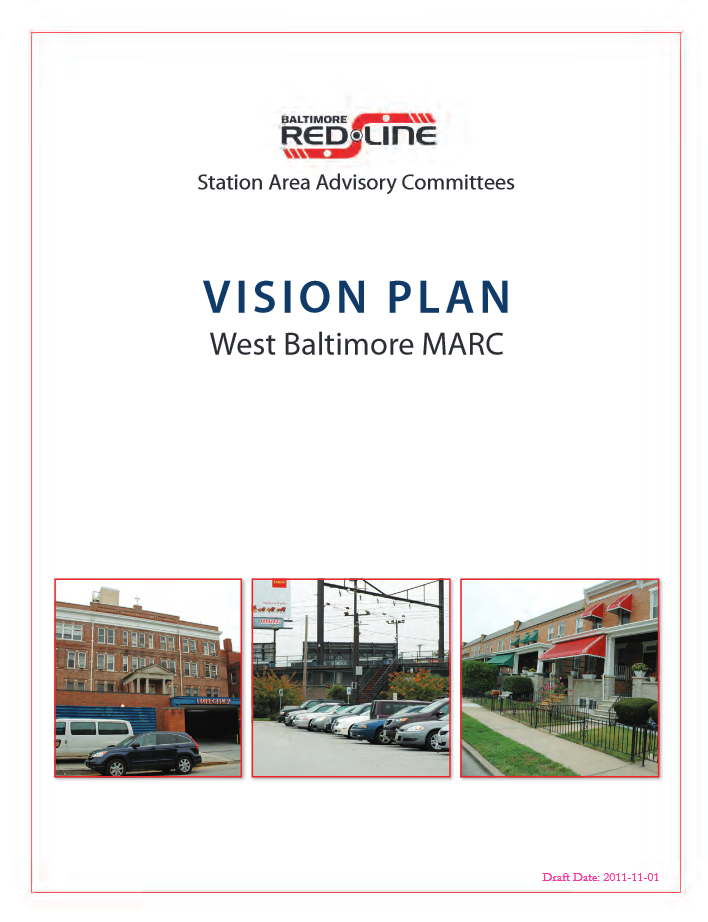 BALTIMORE
RED LINE
Station Area Advisory Committees
VISION PLAN
West Baltimore MARC
Draft Date: 2011-11-01